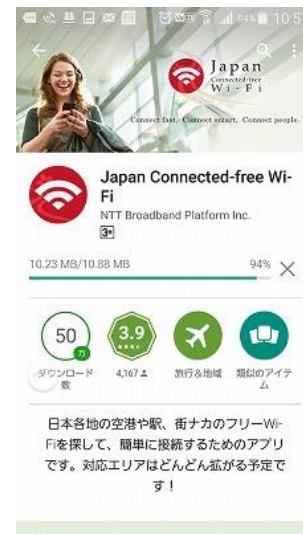 84% 10:5
Japan
Connected-free
Wi-Fi
Connect fast. Connect smart. Connect people.
Japan Connected-free Wi-
Fi
NTT Broadband Platform Inc.
3+
10.23 MB/10.88 MB 94%
50 3.9
万
ダウンロード 4,167 旅行&地域 類似のアイテ
数 ム
日本各地の空港や駅、街ナカのフリーWi-
Fiを探して、簡単に接続するためのアプリ
です。対応エリアはどんどん拡がる予定で
す!